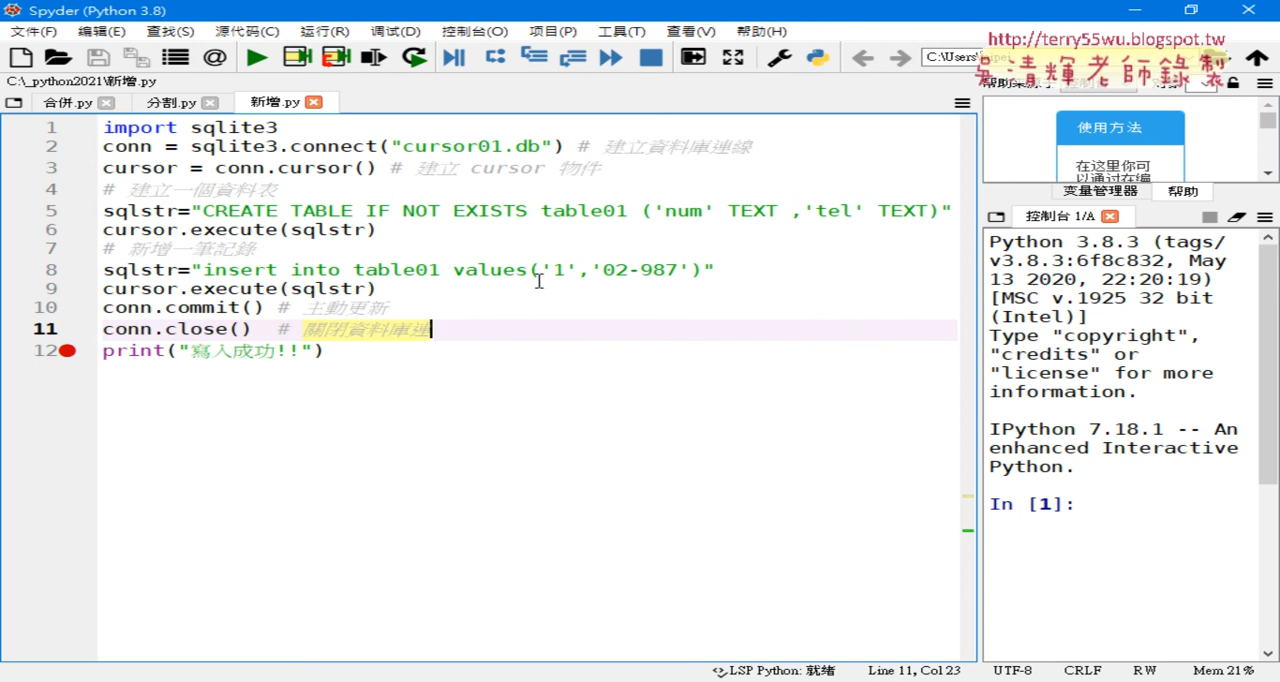 Spyder (Python 3.8)
文件(F) 编辑(E) 查找(S) 源代码(C) 运行(R) 调试(D) 控制台(O) 项目(P) 工具(T) 查看(V) 帮助(H)
http://terry55wu.blogspot.tw
吳清輝老師錄製
C:\Users\
C:\_python2021\新增.py
合併.py 分割.py 新增.py
1 import sqlite3
2 conn = sqlite3.connect("cursor01.db") # 建立資料庫連線
3 cursor = conn.cursor() # 建立 cursor 物件
4 # 建立一個資料表
5 sqlstr="CREATE TABLE IF NOT EXISTS table01 ('num' TEXT ,'tel' TEXT)"
6 cursor.execute(sqlstr)
7 # 新增一筆記錄
8 sqlstr="insert into table01 values('1','02-987')"
9 cursor.execute(sqlstr)
10 conn.commit() # 主動更新
11 conn.close() # 關閉資料庫連
12 print("寫入成功!!")
使用方法
在这里你可
以通过在编
变量管理器 帮助
控制台 1/A
Python 3.8.3 (tags/
v3.8.3:6f8c832, May
13 2020, 22:20:19)
[MSC v.1925 32 bit
(Intel)]
Type "copyright",
"credits" or
"license" for more
information.
IPython 7.18.1 -- An
enhanced Interactive
Python.
In [1]:
LSP Python: 就绪 Line 11, Col 23 UTF-8 CRLF RW Mem 21%